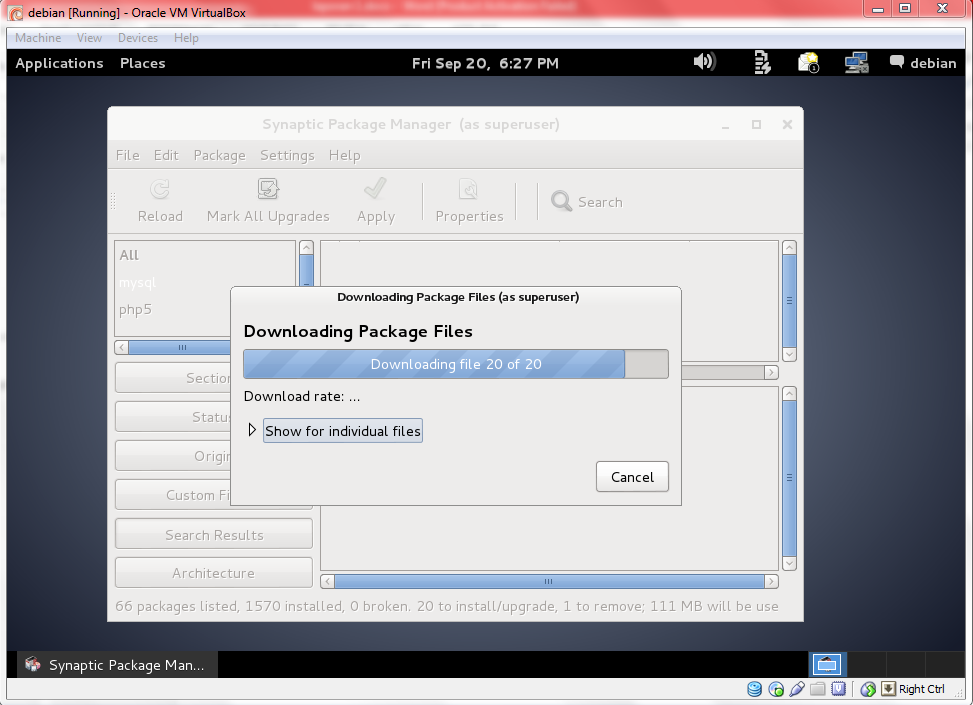 debian [Running] - Oracle VM VirtualBox
Machine View Devices Help
Applications Places Fri Sep 20, 6:27 PM debian
Synaptic Package Manager (as superuser)
File Edit Package Settings Help
Reload Mark All Upgrades Apply Properties Search
All
mysql
php5
Downloading Package Files (as superuser)
Downloading Package Files
Downloading file 20 of 20
Download rate: ...
Show for individual files
Cancel
Section
Status
Origin
Custom Fi
Search Results
Architecture
66 packages listed, 1570 installed, 0 broken. 20 to install/upgrade, 1 to remove; 111 MB will be use
Synaptic Package Man...
Right Ctrl